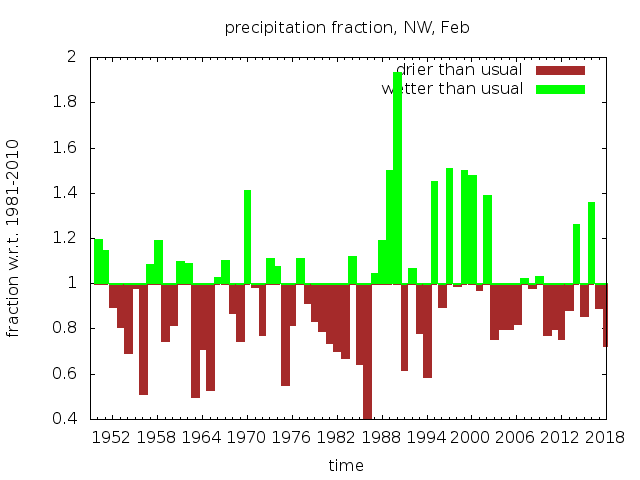 precipitation fraction, NW, Feb
drier than usual
wetter than usual
fraction w.r.t. 1981-2010
2
1.8
1.6
1.4
1.2
1
0.8
0.6
0.4
1952 1958 1964 1970 1976 1982 1988 1994 2000 2006 2012 2018
time